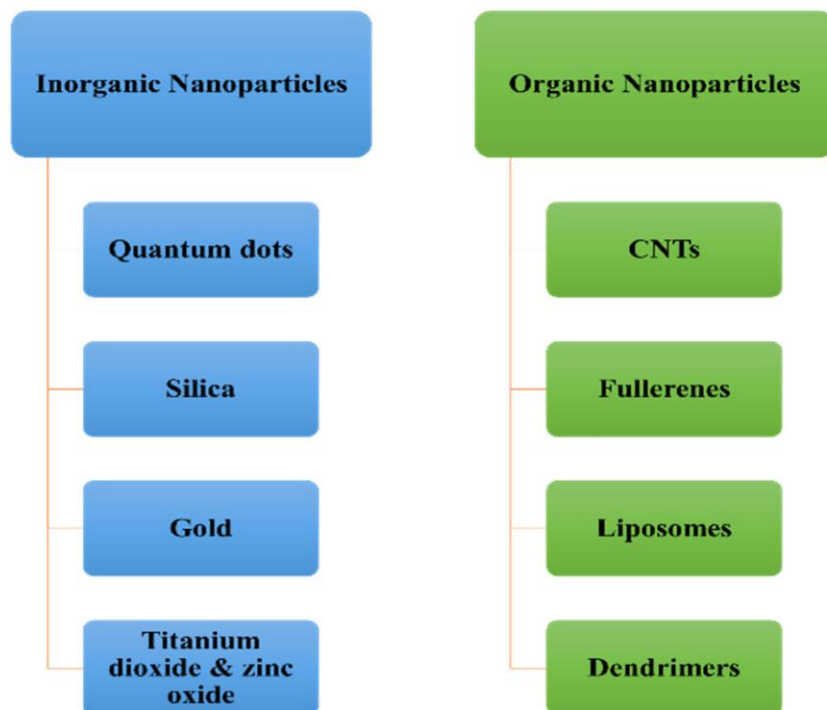 Inorganic Nanoparticles
Quantum dots
Silica
Gold
Titanium
dioxide & zinc
oxide
Organic Nanoparticles
CNTs
Fullerenes
Liposomes
Dendrimers